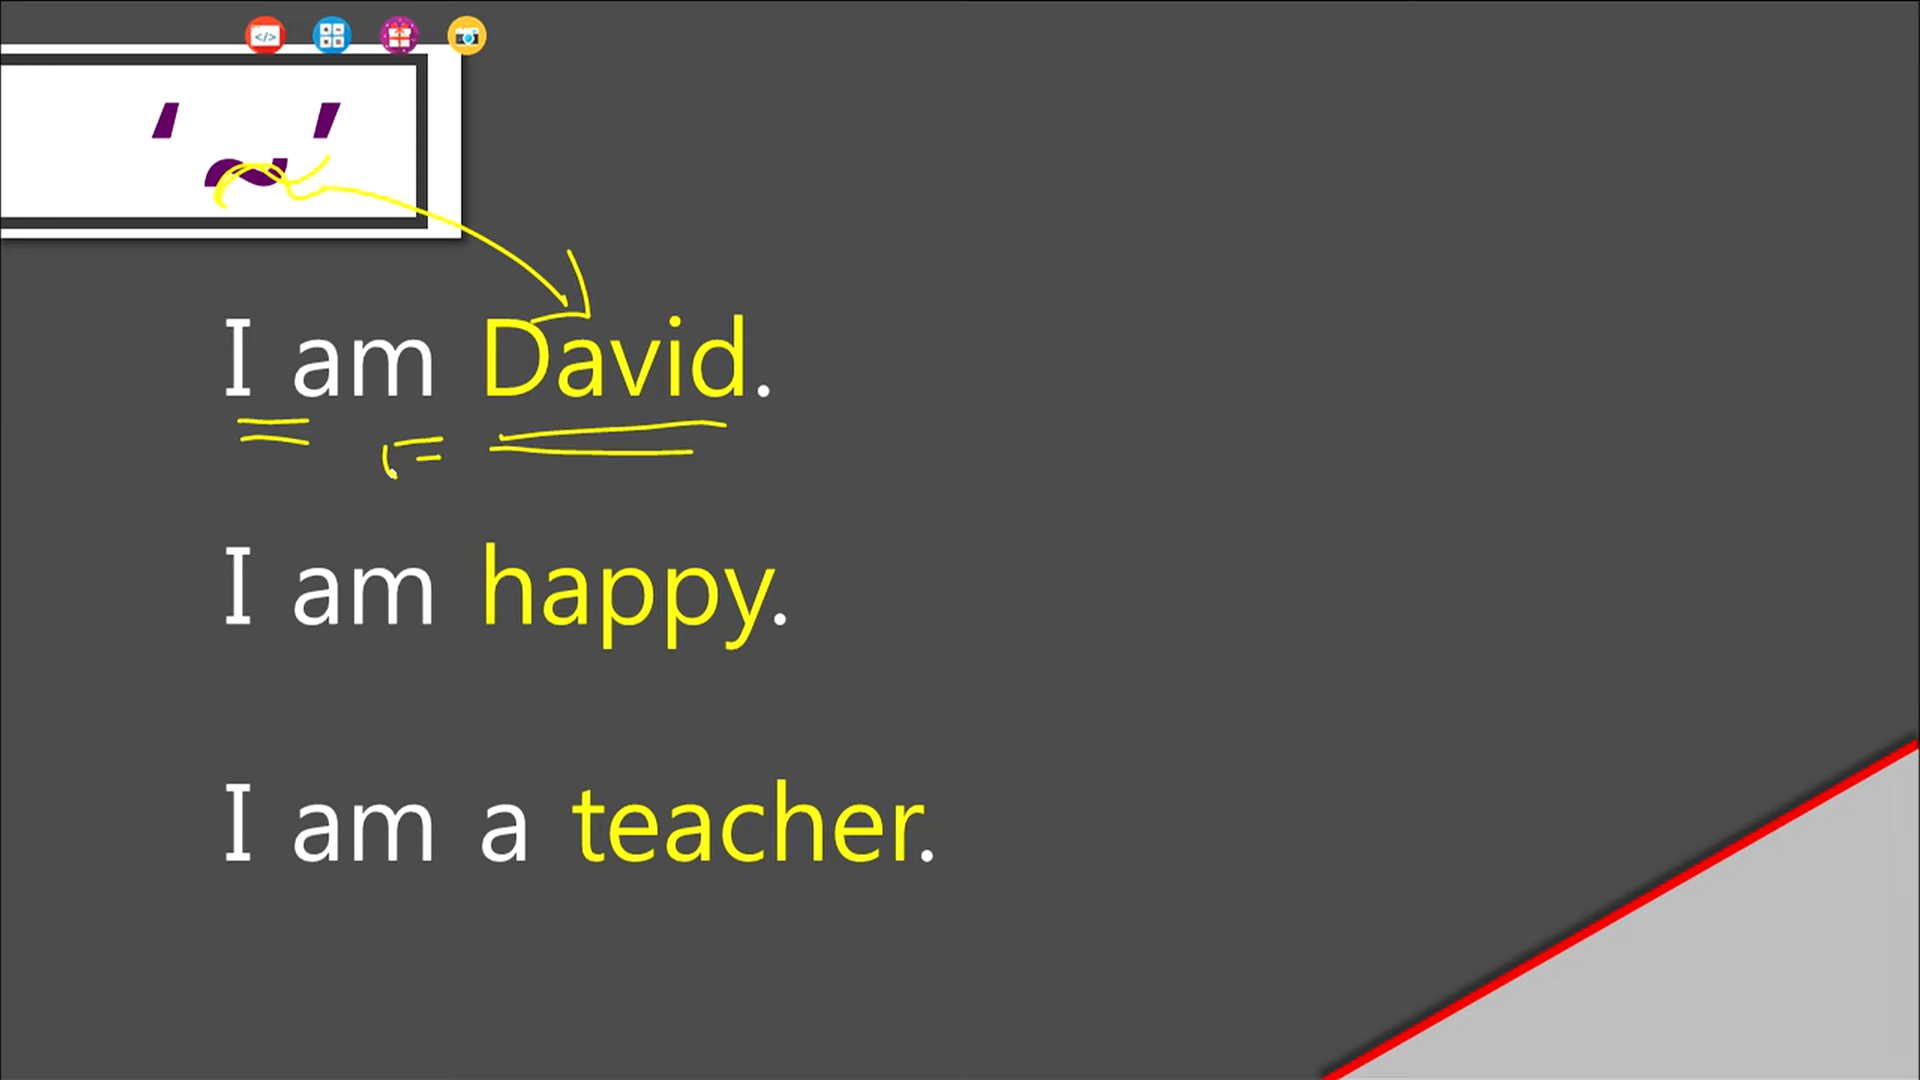 '~'
I am David.
=
I am happy.
I am a teacher.